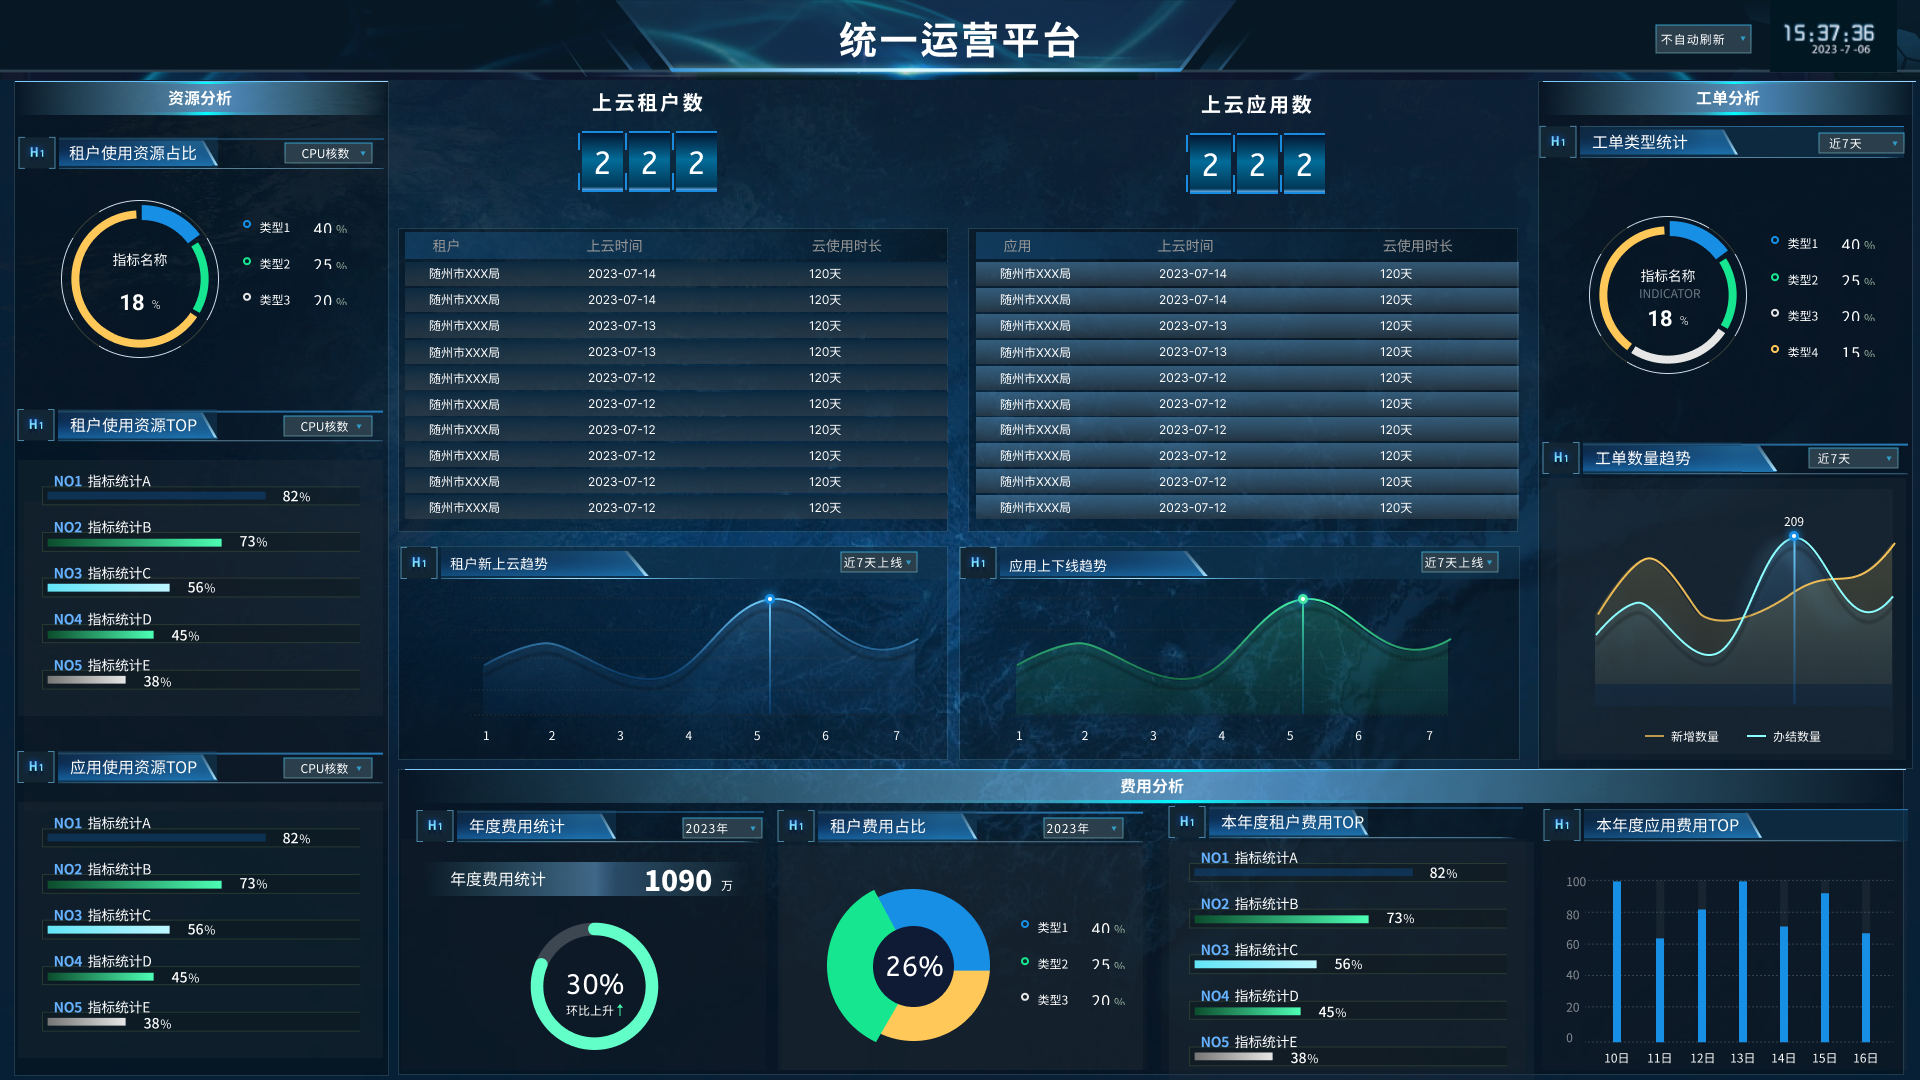 统一运营平台
不自动刷新
15:37:36
2023 -7 -06
资源分析
H1 租户使用资源占比 CPU核数
指标名称
18 %
类型1 40 %
类型2 25 %
类型3 20 %
H1 租户使用资源TOP CPU核数
NO1 指标统计A
82%
NO2 指标统计B
73%
NO3 指标统计C
56%
NO4 指标统计D
45%
NO5 指标统计E
38%
H1 应用使用资源TOP CPU核数
NO1 指标统计A
82%
NO2 指标统计B
73%
NO3 指标统计C
56%
NO4 指标统计D
45%
NO5 指标统计E
38%
上云租户数
2 2 2
租户 上云时间 云使用时长
随州市XXX局 2023-07-14 120天
随州市XXX局 2023-07-14 120天
随州市XXX局 2023-07-13 120天
随州市XXX局 2023-07-13 120天
随州市XXX局 2023-07-12 120天
随州市XXX局 2023-07-12 120天
随州市XXX局 2023-07-12 120天
随州市XXX局 2023-07-12 120天
随州市XXX局 2023-07-12 120天
随州市XXX局 2023-07-12 120天
上云应用数
2 2 2
应用 上云时间 云使用时长
随州市XXX局 2023-07-14 120天
随州市XXX局 2023-07-14 120天
随州市XXX局 2023-07-13 120天
随州市XXX局 2023-07-13 120天
随州市XXX局 2023-07-12 120天
随州市XXX局 2023-07-12 120天
随州市XXX局 2023-07-12 120天
随州市XXX局 2023-07-12 120天
随州市XXX局 2023-07-12 120天
随州市XXX局 2023-07-12 120天
H1 租户新上云趋势 近7天上线
1 2 3 4 5 6 7
H1 应用上下线趋势 近7天上线
1 2 3 4 5 6 7
工单分析
H1 工单类型统计 近7天
指标名称
INDICATOR
18 %
类型1 40 %
类型2 25 %
类型3 20 %
类型4 15 %
H1 工单数量趋势 近7天
209
新增数量 办结数量
费用分析
H1 年度费用统计 2023年
年度费用统计 1090 万
30%
环比上升↑
H1 租户费用占比 2023年
26%
类型1 40 %
类型2 25 %
类型3 20 %
H1 本年度租户费用TOP
NO1 指标统计A
82%
NO2 指标统计B
73%
NO3 指标统计C
56%
NO4 指标统计D
45%
NO5 指标统计E
38%
H1 本年度应用费用TOP
100
80
60
40
20
0
10日 11日 12日 13日 14日 15日 16日